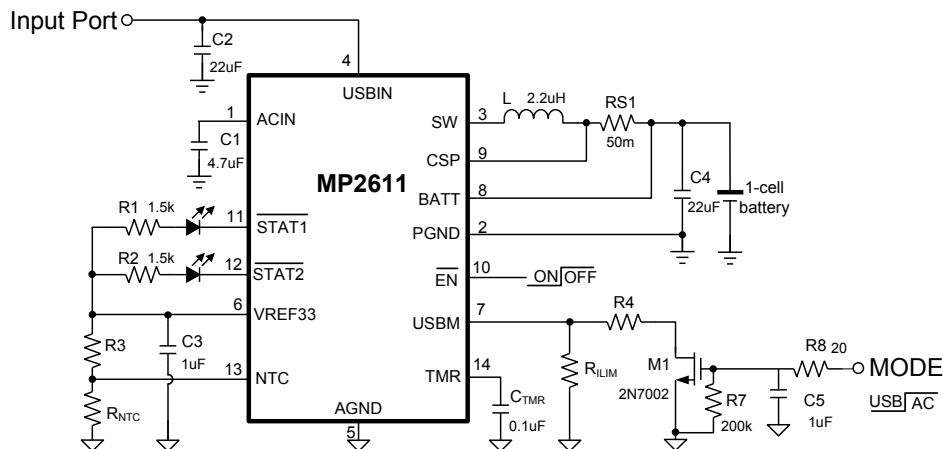 Input Port
C2
22uF
4
USBIN
1
ACIN
C1
4.7uF
MP2611
SW
3
L
2.2uH
RS1
50m
CSP
9
BATT
8
C4
22uF
1-cell
battery
R1
1.5k
11
STAT1
PGND
2
R2
1.5k
12
STAT2
EN
10
ON OFF
6
VREF33
USBM
7
R4
R3
C3
1uF
13
NTC
TMR
14
RILIM
M1
2N7002
R8
20
MODE
USB AC
RNTC
CTMR
0.1uF
R7
200k
C5
1uF
AGND
5